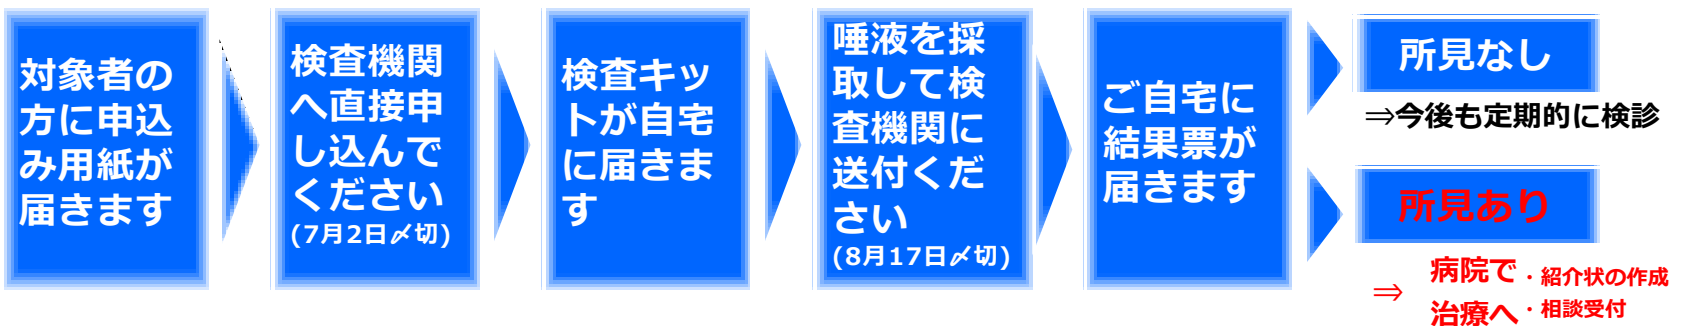 対象者の
方に申込
み用紙が
届きます
検査機関
へ直接申
し込んで
ください
(7月2日〆切)
検査キッ
トが自宅
に届きま
す
唾液を採
取して検
査機関に
送付くだ
さい
(8月17日〆切)
ご自宅に
結果票が
届きます
所見なし
⇒今後も定期的に検診
所見あり
⇒ 病院で
治療へ
・紹介状の作成
・相談受付